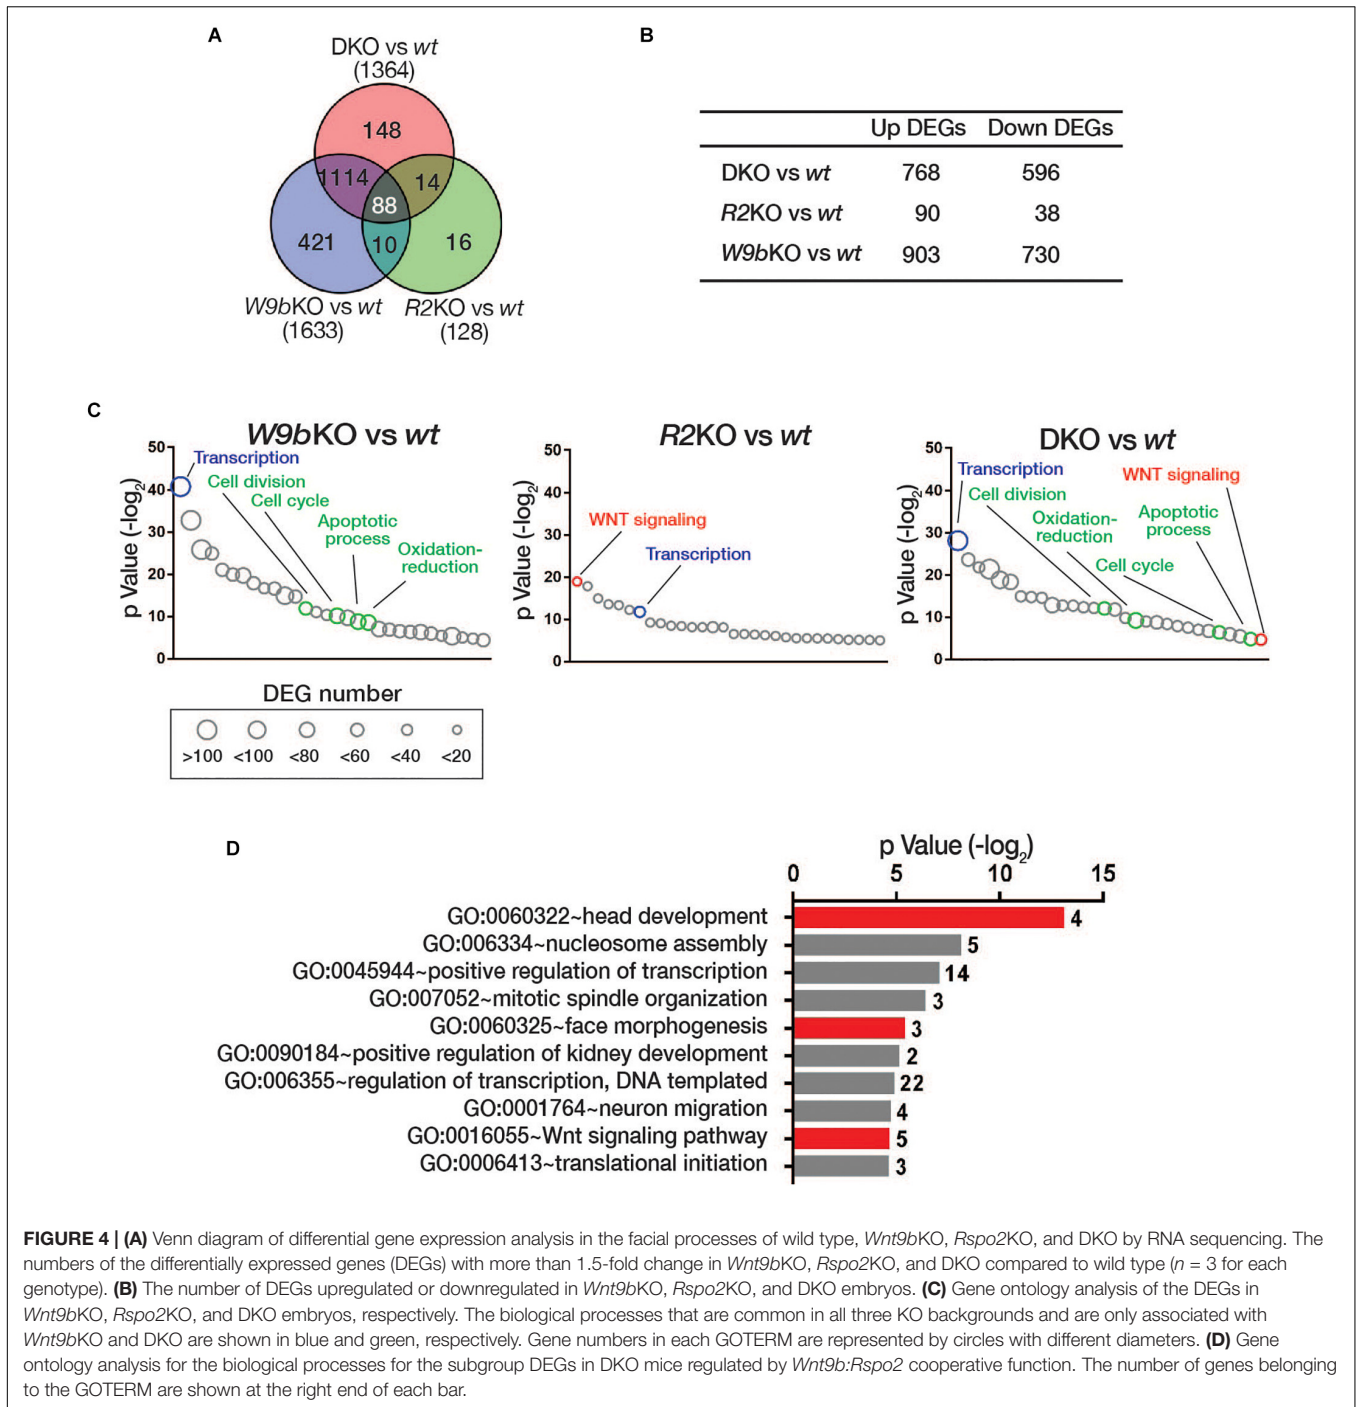 A
DKO vs wt
(1364)
148
1114
14
88
421
10
16
W9bKO vs wt
(1633)
R2KO vs wt
(128)
B
Up DEGs Down DEGs
DKO vs wt 768 596
R2KO vs wt 90 38
W9bKO vs wt 903 730
C
W9bKO vs wt
p Value (-log2)
50
40
30
20
10
0
Transcription
Cell division
Cell cycle
Apoptotic
process
Oxidation-
reduction
R2KO vs wt
p Value (-log2)
50
40
30
20
10
0
WNT signaling
Transcription
DKO vs wt
p Value (-log2)
50
40
30
20
10
0
Transcription
WNT signaling
Cell division
Oxidation-
reduction
Apoptotic
process
Cell cycle
DEG number
>100 <100 <80 <60 <40 <20
D
p Value (-log2)
0 5 10 15
GO:0060322~head development 4
GO:006334~nucleosome assembly 5
GO:0045944~positive regulation of transcription 14
GO:007052~mitotic spindle organization 3
GO:0060325~face morphogenesis 3
GO:0090184~positive regulation of kidney development 2
GO:006355~regulation of transcription, DNA templated 22
GO:0001764~neuron migration 4
GO:0016055~Wnt signaling pathway 5
GO:0006413~translational initiation 3
FIGURE 4 | (A) Venn diagram of differential gene expression analysis in the facial processes of wild type, Wnt9bKO, Rspo2KO, and DKO by RNA sequencing. The
numbers of the differentially expressed genes (DEGs) with more than 1.5-fold change in Wnt9bKO, Rspo2KO, and DKO compared to wild type (n = 3 for each
genotype). (B) The number of DEGs upregulated or downregulated in Wnt9bKO, Rspo2KO, and DKO embryos. (C) Gene ontology analysis of the DEGs in
Wnt9bKO, Rspo2KO, and DKO embryos, respectively. The biological processes that are common in all three KO backgrounds and are only associated with
Wnt9bKO and DKO are shown in blue and green, respectively. Gene numbers in each GOTERM are represented by circles with different diameters. (D) Gene
ontology analysis for the biological processes for the subgroup DEGs in DKO mice regulated by Wnt9b:Rspo2 cooperative function. The number of genes belonging
to the GOTERM are shown at the right end of each bar.